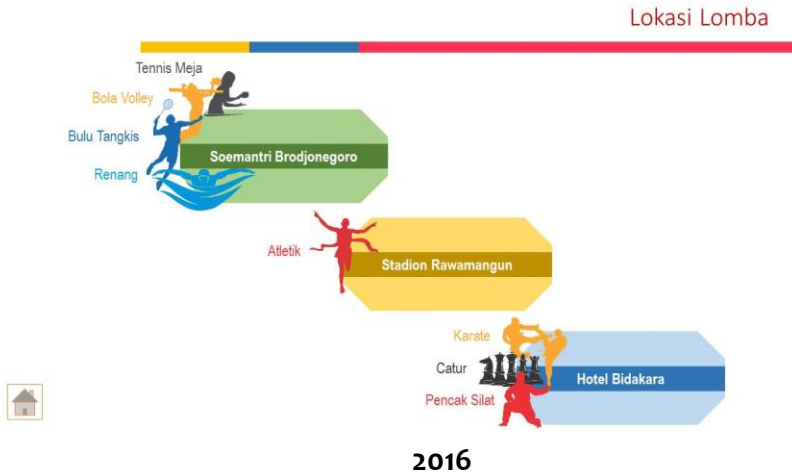 Lokasi Lomba
Tennis Meja
Bola Volley
Bulu Tangkis
Soemantri Brodjonegoro
Renang
Atletik
Stadion Rawamangun
Karate
Catur
Hotel Bidakara
Pencak Silat
2016